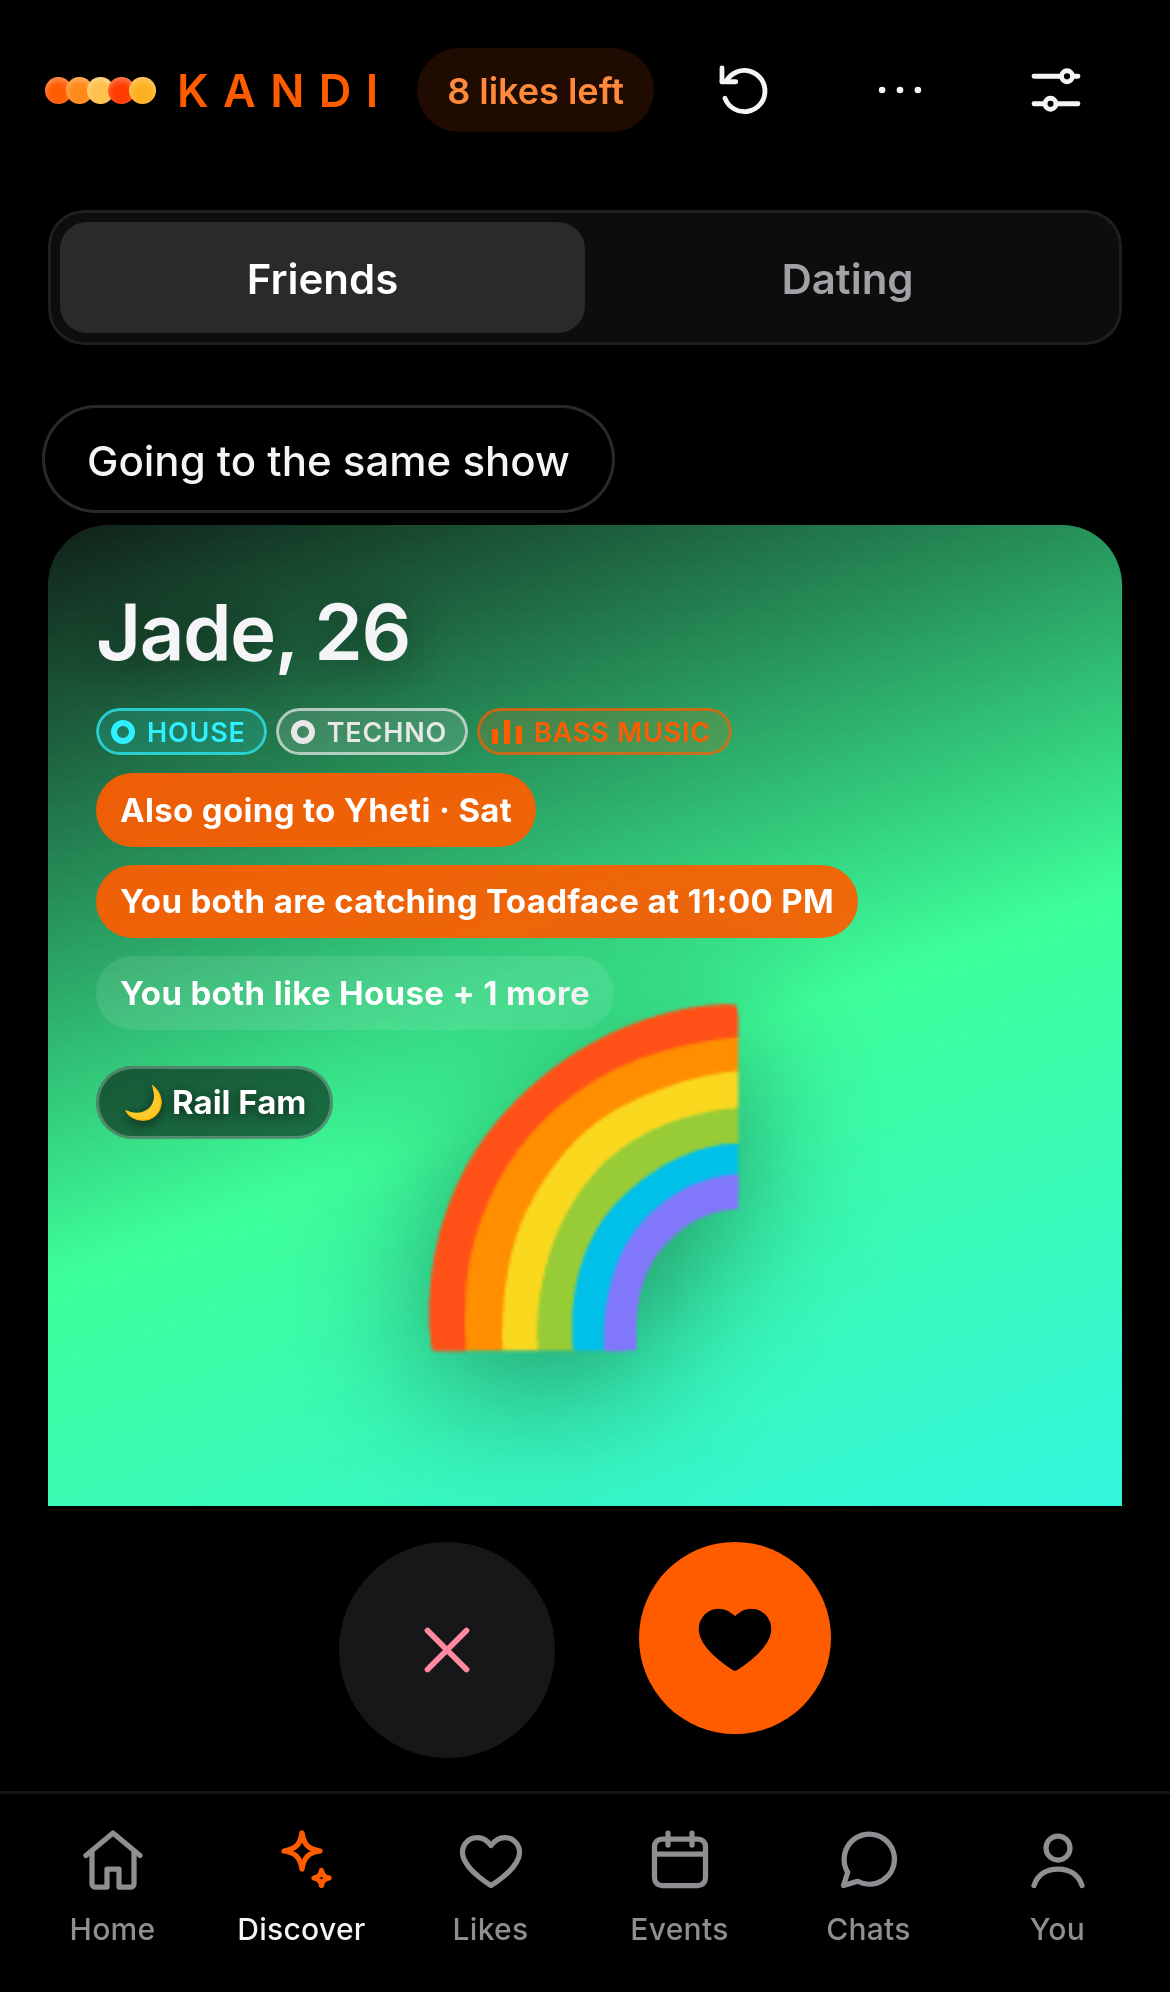 KANDI
8 likes left
Friends
Dating
Going to the same show
Jade, 26
HOUSE
TECHNO
BASS MUSIC
Also going to Yheti · Sat
You both are catching Toadface at 11:00 PM
You both like House + 1 more
🌙 Rail Fam
Home
Discover
Likes
Events
Chats
You